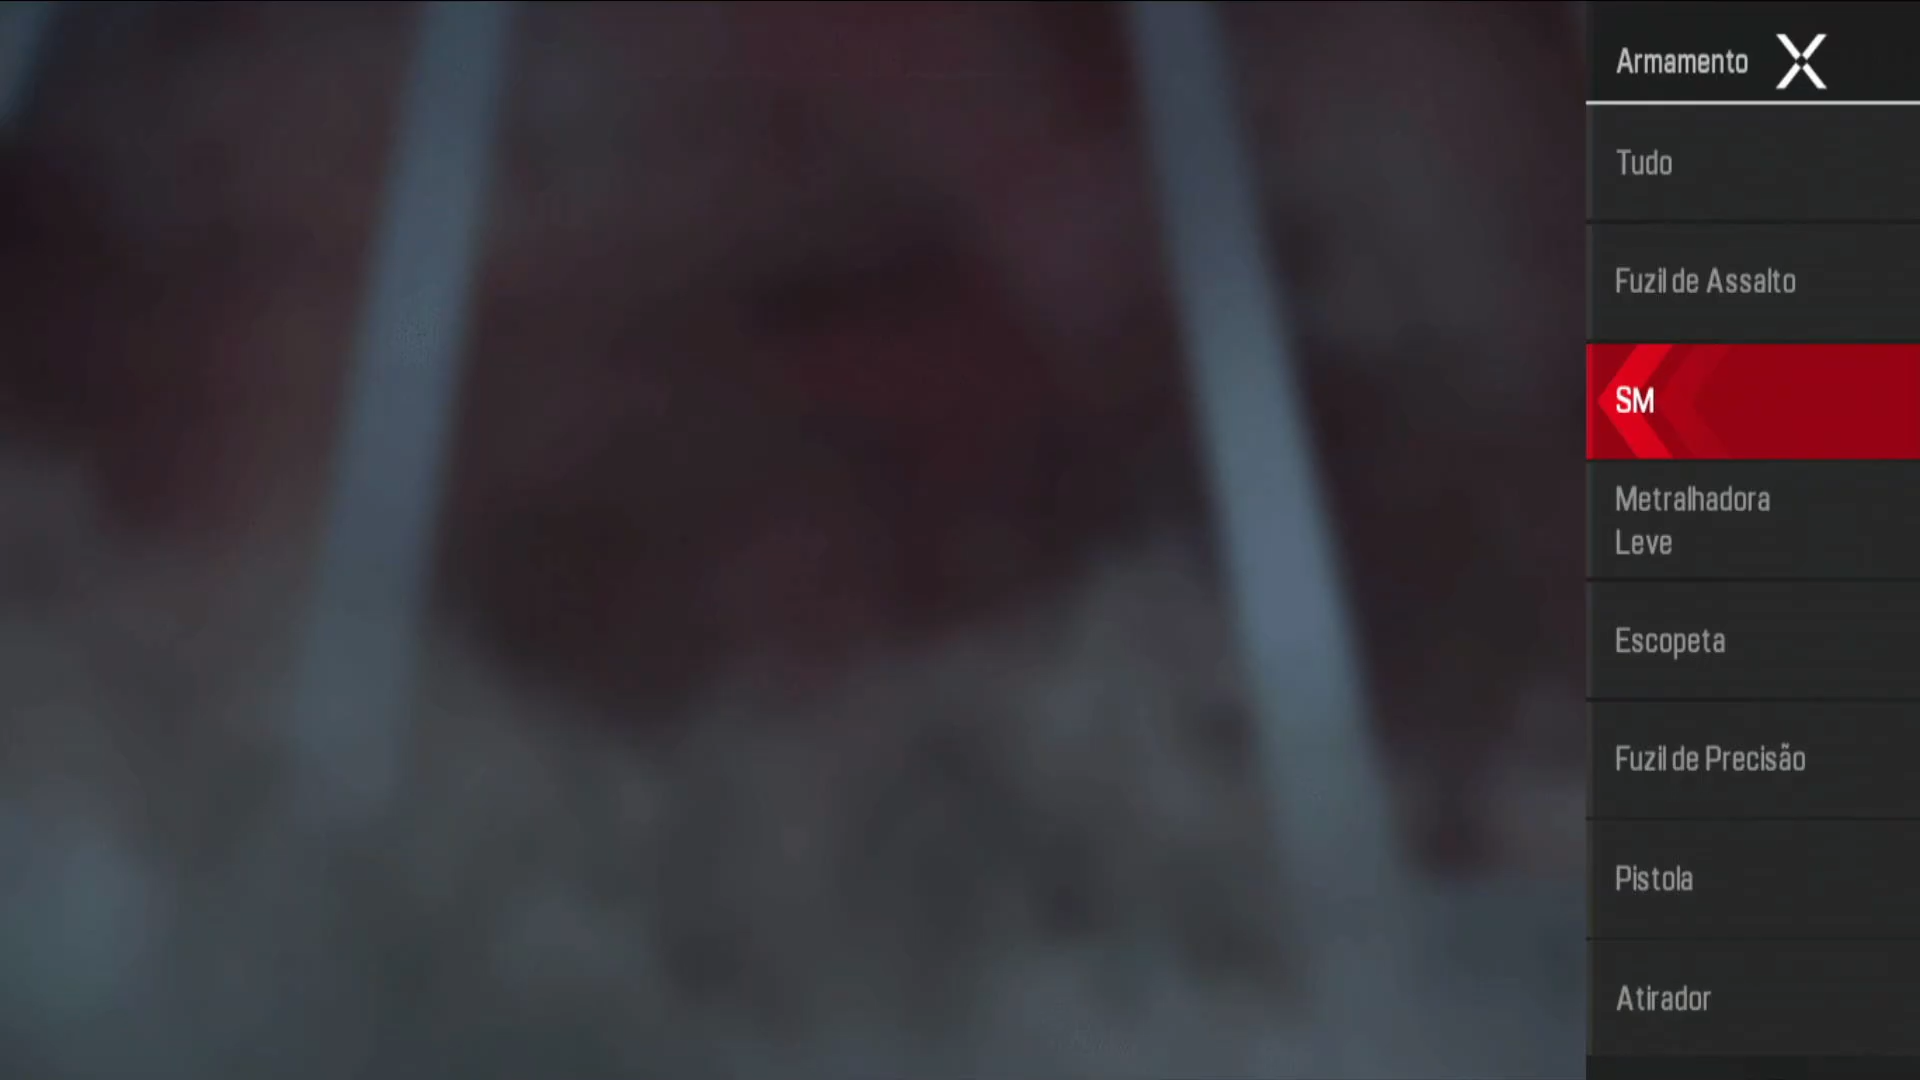 Armamento
Tudo
Fuzil de Assalto
SM
Metralhadora
Leve
Escopeta
Fuzil de Precisão
Pistola
Atirador